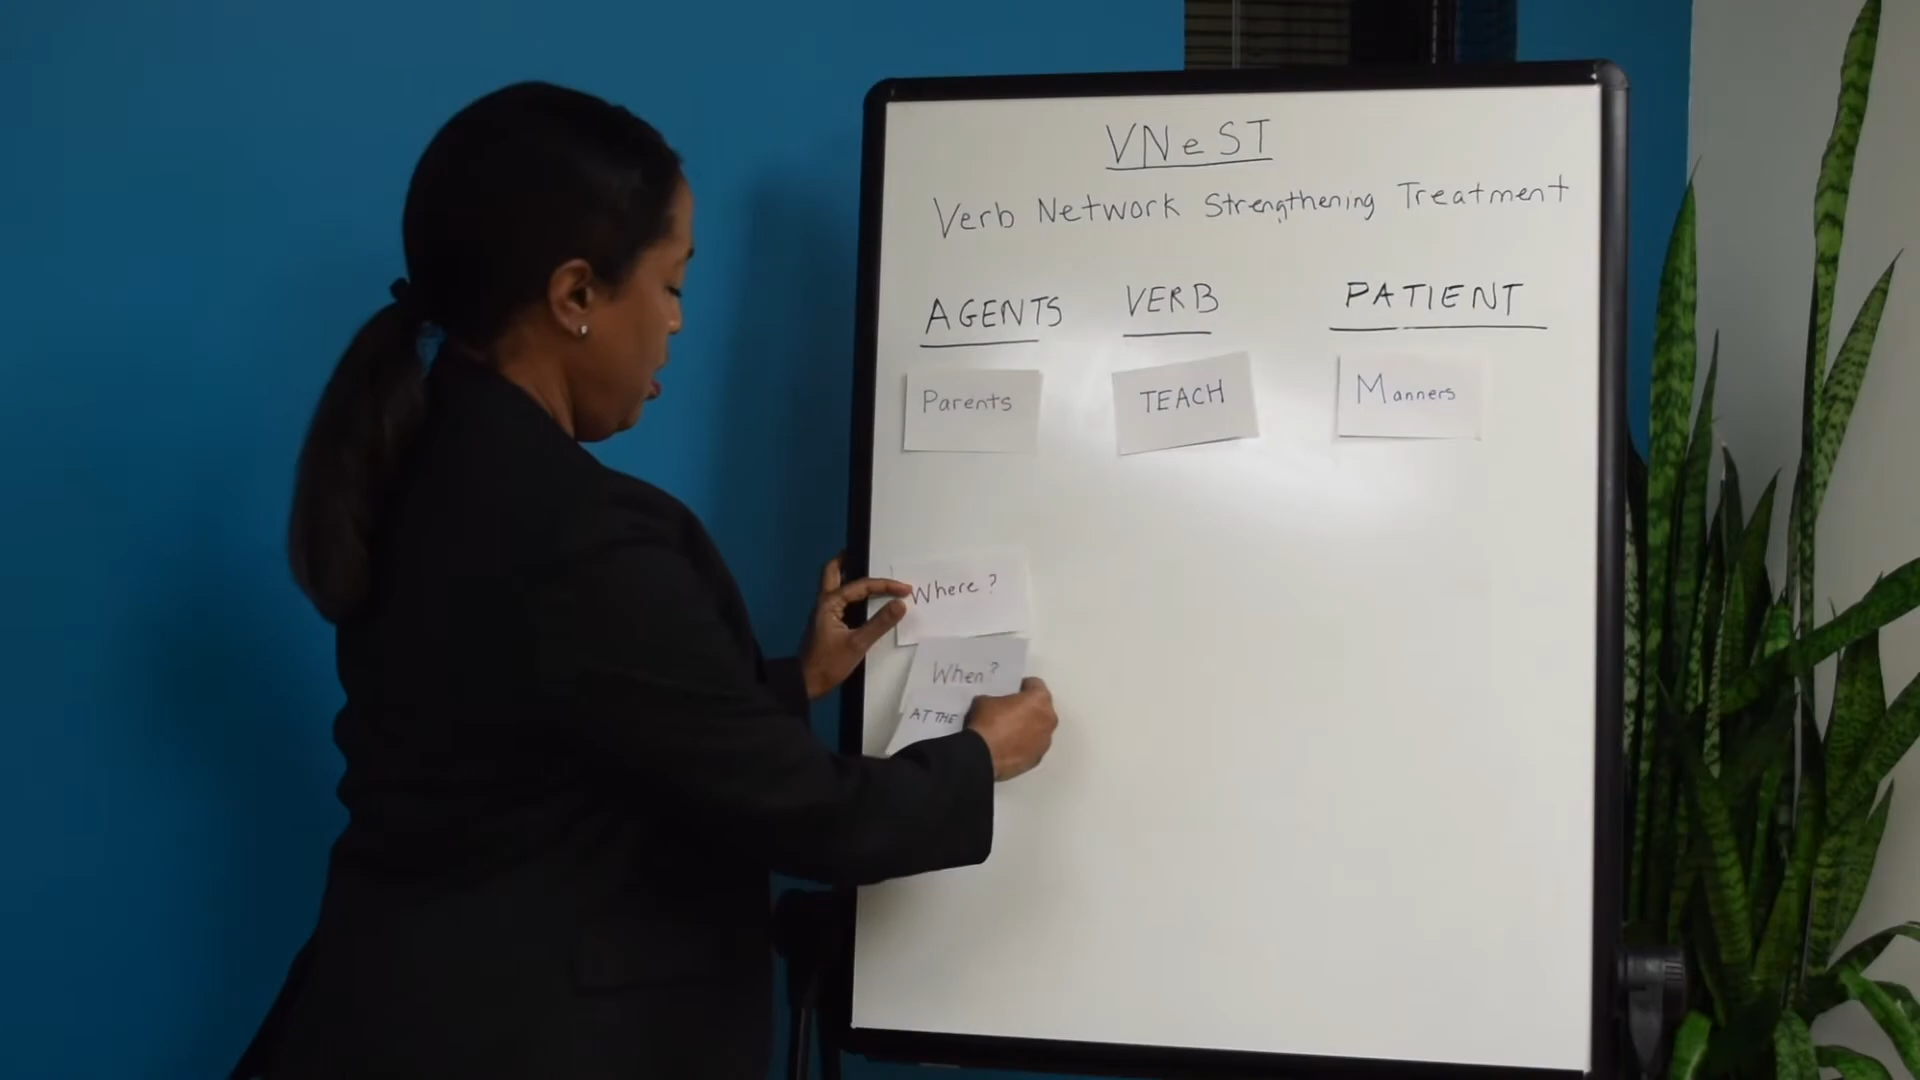 VNeST
Verb Network Strengthening Treatment
AGENTS VERB PATIENT
Parents TEACH Manners
Where?
When?
AT THE